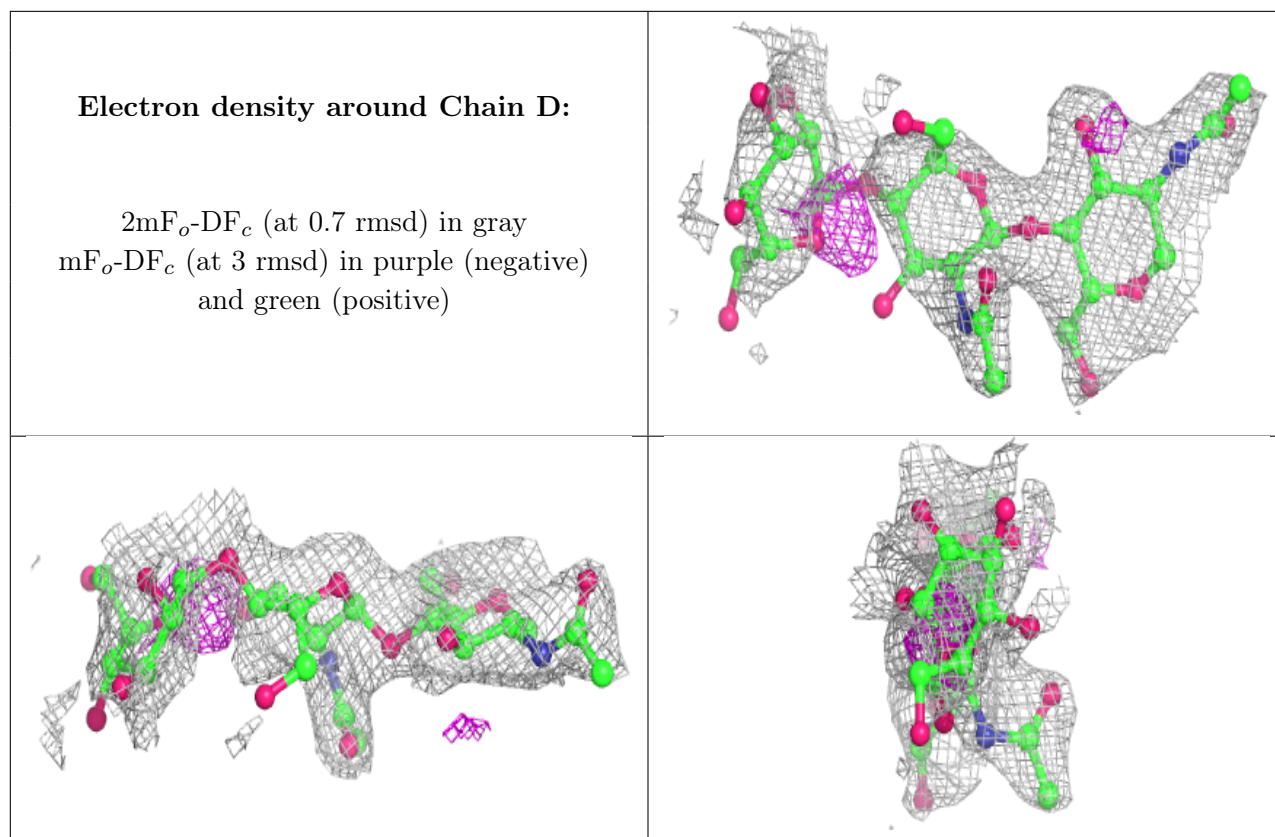 Electron density around Chain D:
2mFₒ-DF𝒸 (at 0.7 rmsd) in gray
mFₒ-DF𝒸 (at 3 rmsd) in purple (negative)
and green (positive)